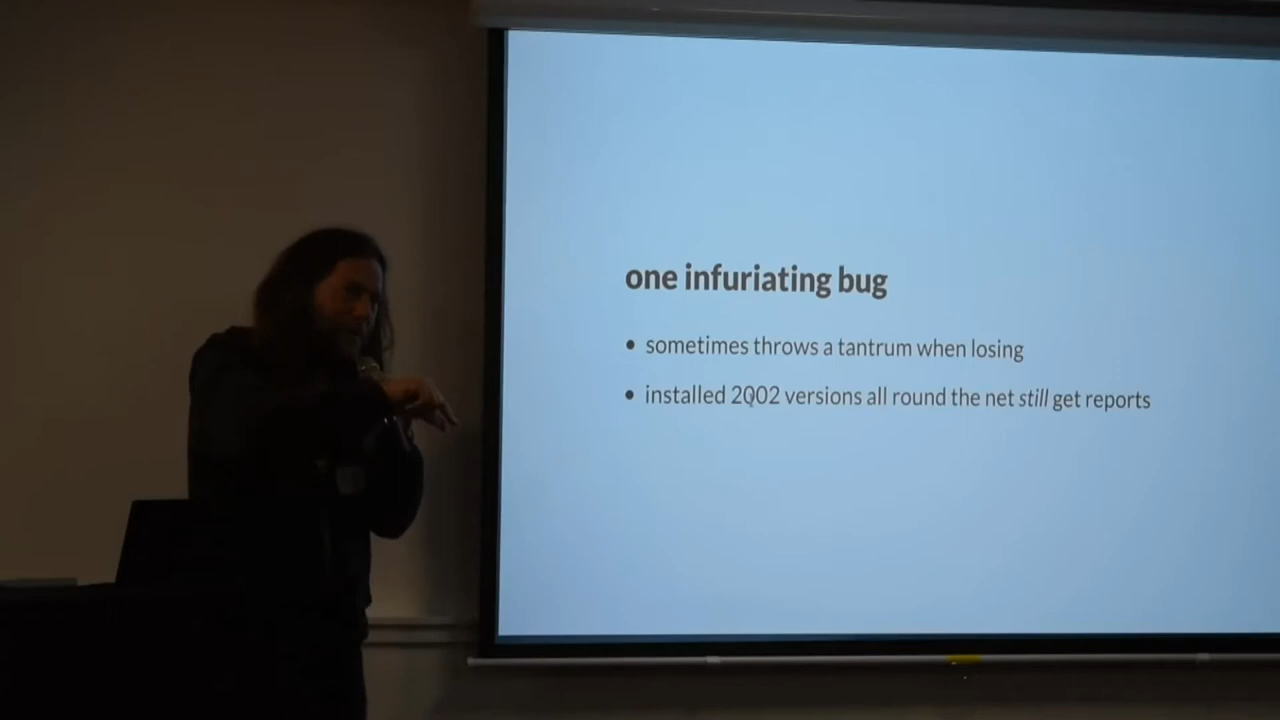 one infuriating bug
• sometimes throws a tantrum when losing
• installed 2002 versions all round the net still get reports